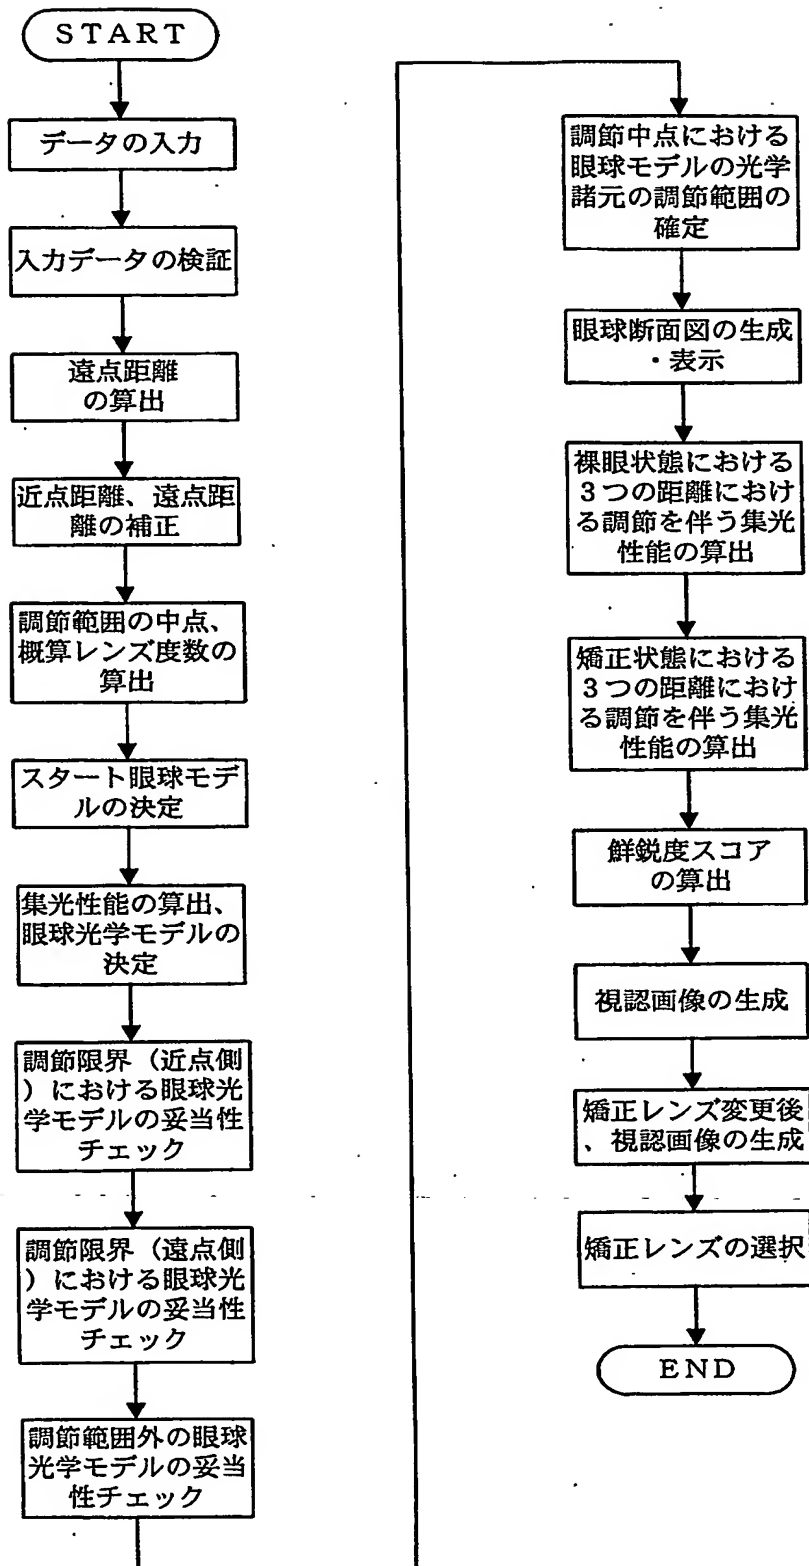 START
データの入力
入力データの検証
遠点距離
の算出
近点距離、遠点距
離の補正
調節範囲の中点、
概算レンズ度数の
算出
スタート眼球モデ
ルの決定
集光性能の算出、
眼球光学モデルの
決定
調節限界（近点側
）における眼球光
学モデルの妥当性
チェック
調節限界（遠点側
）における眼球光
学モデルの妥当性
チェック
調節範囲外の眼球
光学モデルの妥当
性チェック
調節中点における
眼球モデルの光学
諸元の調節範囲の
確定
眼球断面図の生成
・表示
裸眼状態における
３つの距離におけ
る調節を伴う集光
性能の算出
矯正状態における
３つの距離におけ
る調節を伴う集光
性能の算出
鮮鋭度スコア
の算出
視認画像の生成
矯正レンズ変更後
、視認画像の生成
矯正レンズの選択
END